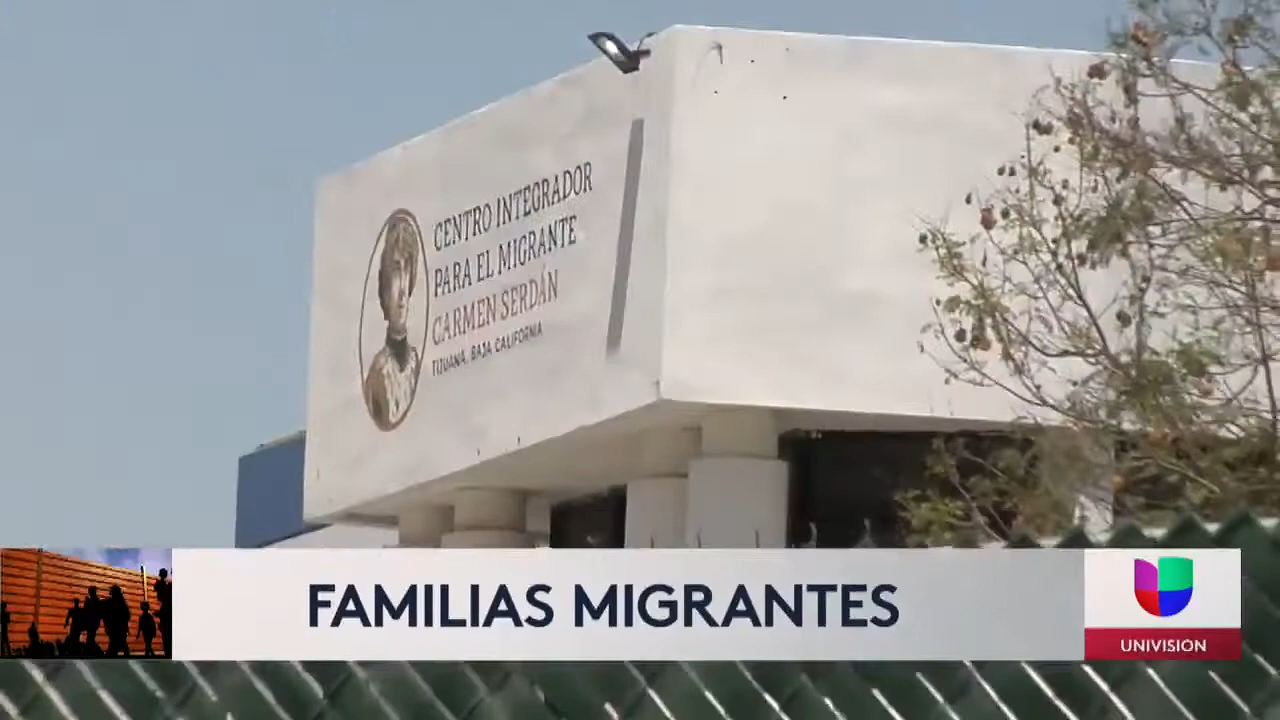 CENTRO INTEGRADOR
PARA EL MIGRANTE
CARMEN SERDÁN
TIJUANA, BAJA CALIFORNIA
FAMILIAS MIGRANTES
UNIVISION